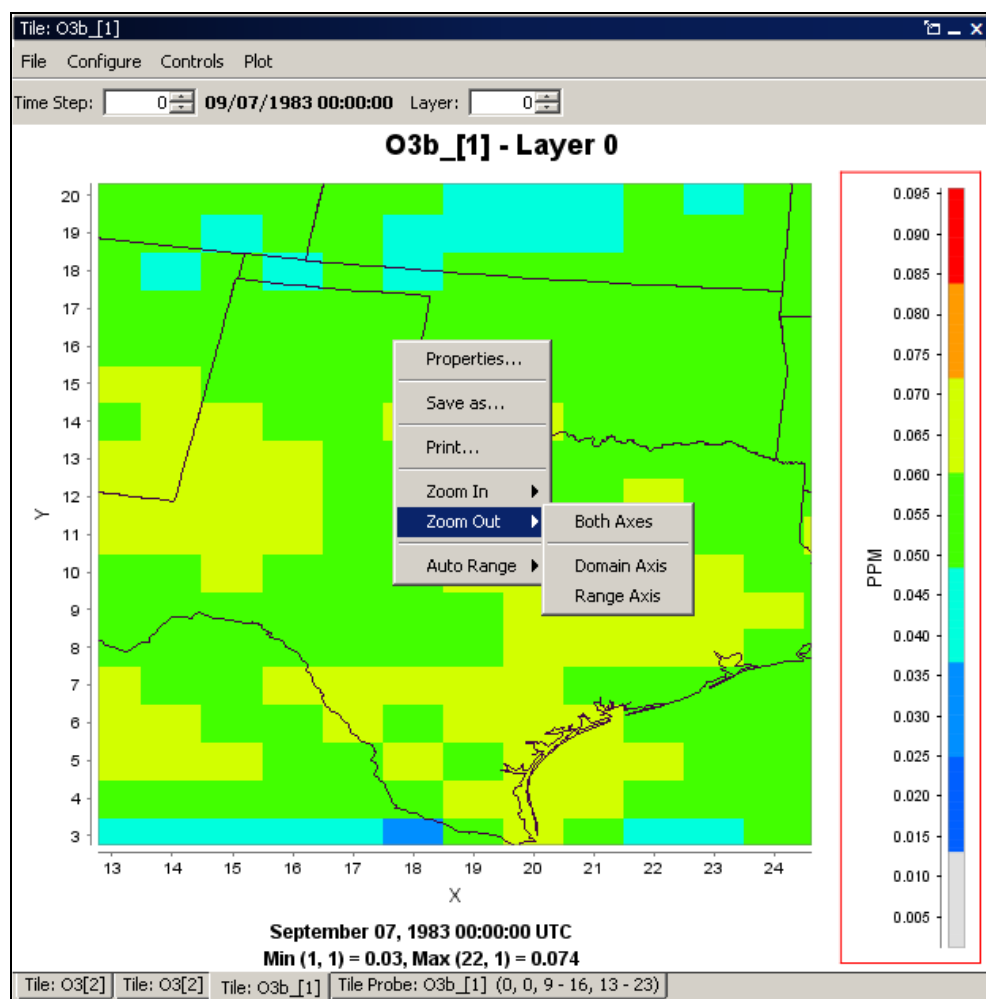 Tile: O3b_[1]
File Configure Controls Plot
Time Step: 0 09/07/1983 00:00:00 Layer: 0
O3b_[1] - Layer 0
20
19
18
17
16
15
14
13
12
11
10
9
8
7
6
5
4
3
Y
13 14 15 16 17 18 19 20 21 22 23 24
X
Properties...
Save as...
Print...
Zoom In
Zoom Out
Auto Range
Both Axes
Domain Axis
Range Axis
0.095
0.090
0.085
0.080
0.075
0.070
0.065
0.060
0.055
0.050
0.045
0.040
0.035
0.030
0.025
0.020
0.015
0.010
0.005
PPM
September 07, 1983 00:00:00 UTC
Min (1, 1) = 0.03, Max (22, 1) = 0.074
Tile: O3[2] Tile: O3[2] Tile: O3b_[1] Tile Probe: O3b_[1] (0, 0, 9 - 16, 13 - 23)